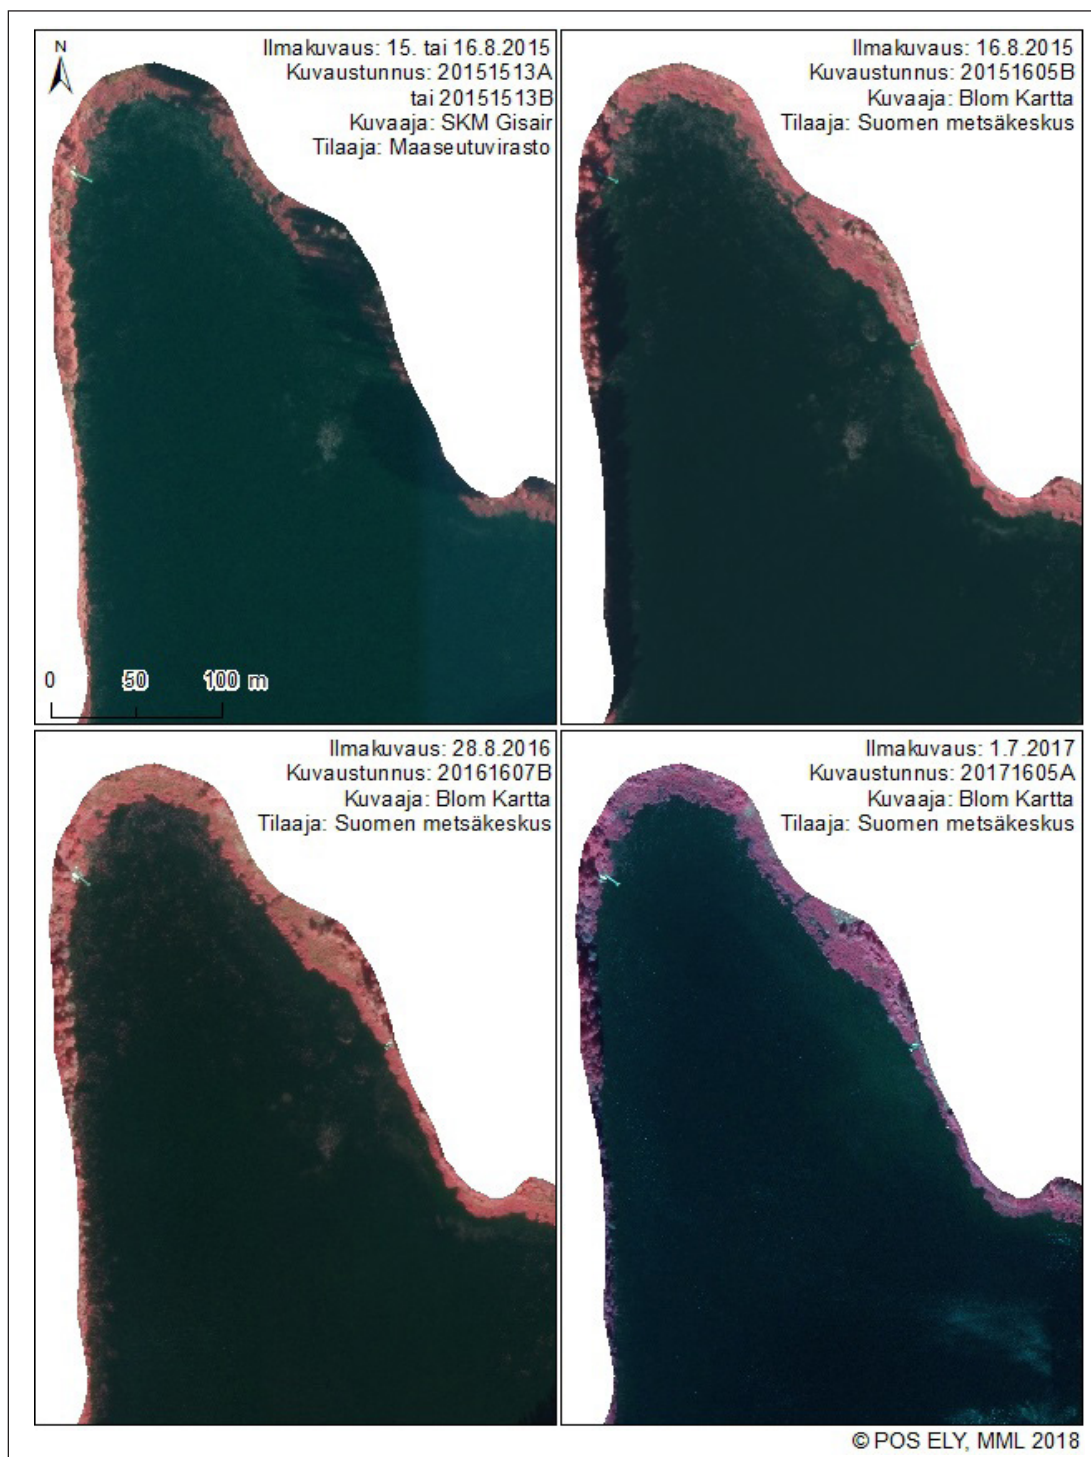 N
Ilmakuvaus: 15. tai 16.8.2015
Kuvaustunnus: 20151513A
tai 20151513B
Kuvaaja: SKM Gisair
Tilaaja: Maaseutuvirasto
0 50 100 m
Ilmakuvaus: 16.8.2015
Kuvaustunnus: 20151605B
Kuvaaja: Blom Kartta
Tilaaja: Suomen metsäkeskus
Ilmakuvaus: 28.8.2016
Kuvaustunnus: 20161607B
Kuvaaja: Blom Kartta
Tilaaja: Suomen metsäkeskus
Ilmakuvaus: 1.7.2017
Kuvaustunnus: 20171605A
Kuvaaja: Blom Kartta
Tilaaja: Suomen metsäkeskus
© POS ELY, MML 2018